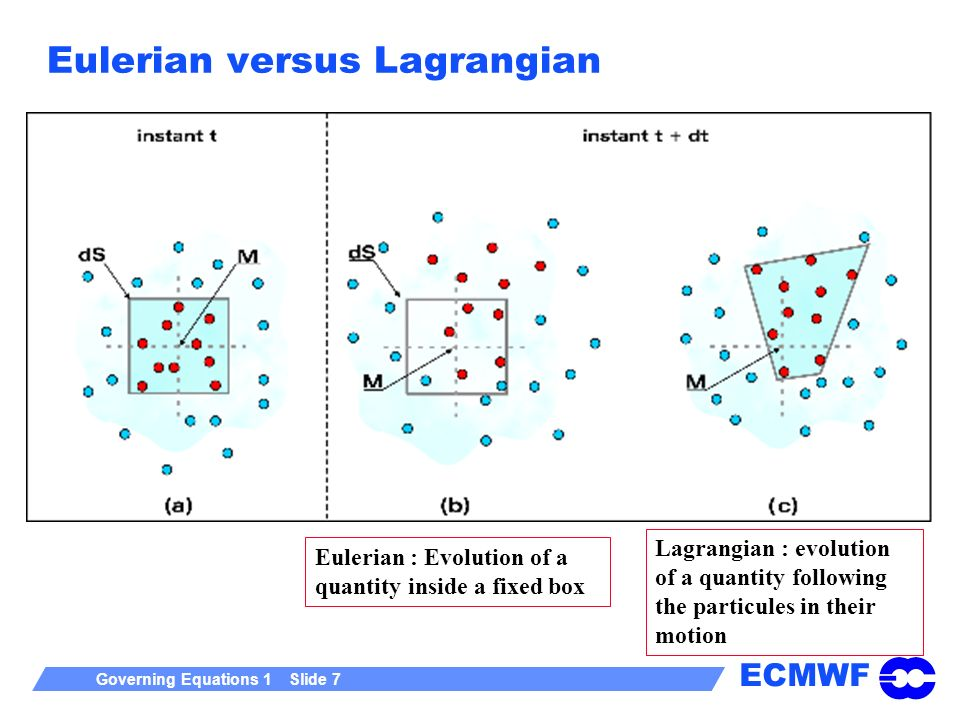 Eulerian versus Lagrangian
instant t
instant t + dt
dS
M
dS
M
M
(a)
(b)
(c)
Eulerian : Evolution of a
quantity inside a fixed box
Lagrangian : evolution
of a quantity following
the particules in their
motion
Governing Equations 1 Slide 7
ECMWF